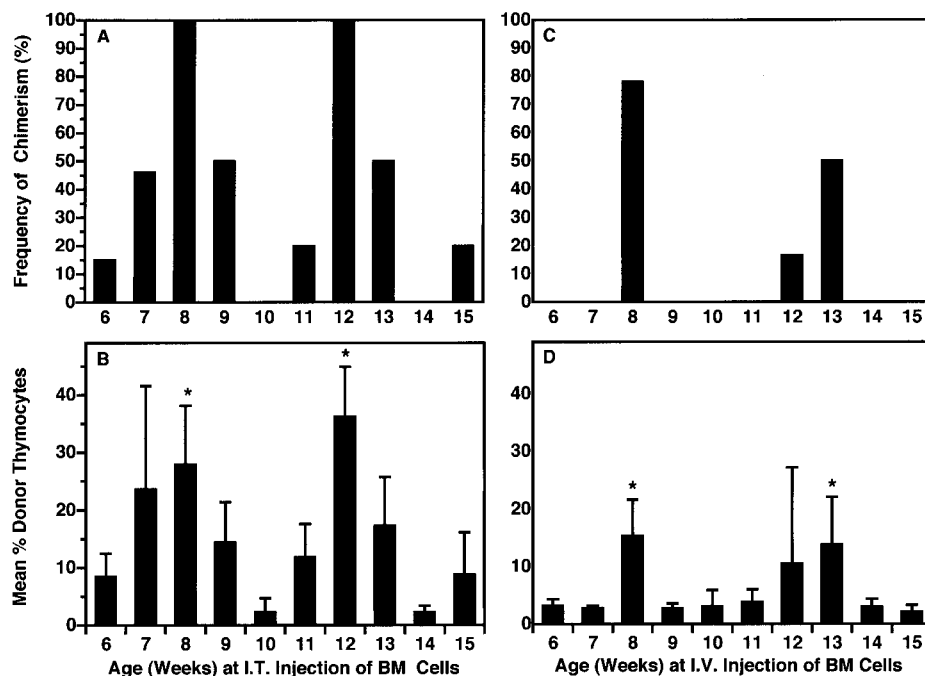 A
Frequency of Chimerism (%)
100
90
80
70
60
50
40
30
20
10
0
6 7 8 9 10 11 12 13 14 15
C
100
90
80
70
60
50
40
30
20
10
0
6 7 8 9 10 11 12 13 14 15
B
Mean % Donor Thymocytes
40
30
20
10
0
* *
6 7 8 9 10 11 12 13 14 15
Age (Weeks) at I.T. Injection of BM Cells
D
40
30
20
10
0
* *
6 7 8 9 10 11 12 13 14 15
Age (Weeks) at I.V. Injection of BM Cells